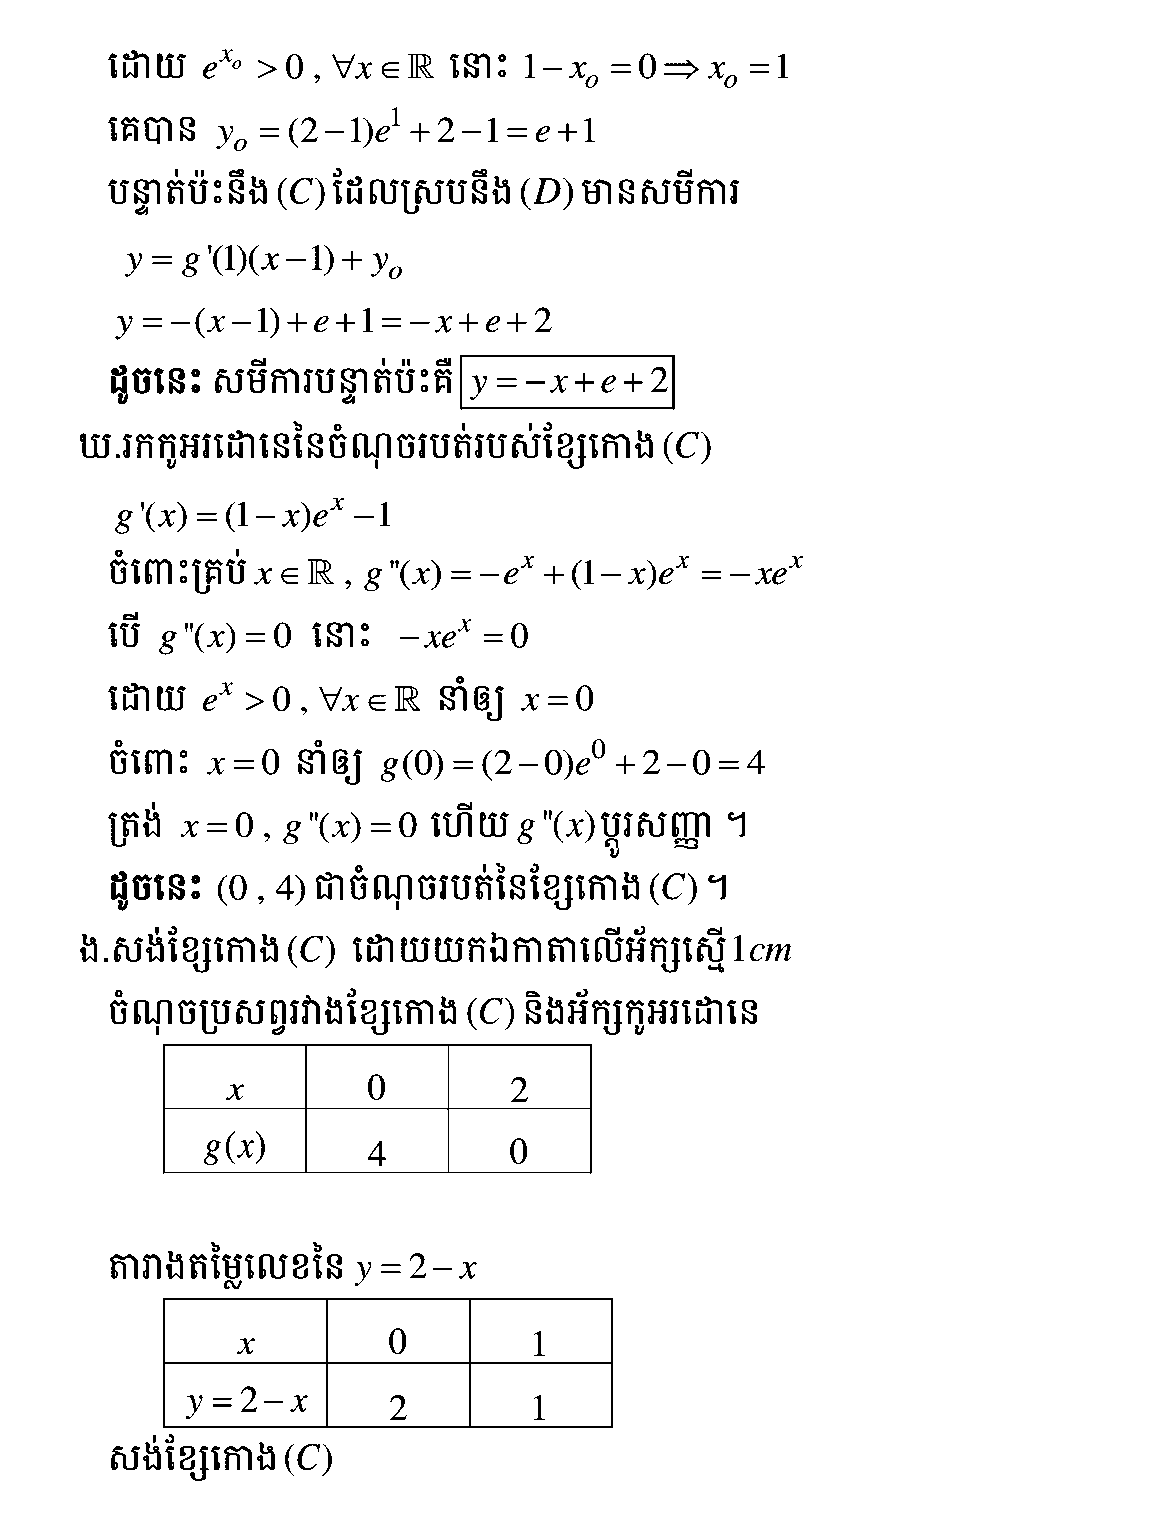 ដោយ e^{x_o} > 0 , ∀x ∈ ℝ នោះ 1 − x_o = 0 ⇒ x_o = 1
គេបាន y_o = (2 − 1)e^1 + 2 − 1 = e + 1
បន្ទាត់ប៉ះនឹង (C) ដែលស្របនឹង (D) មានសមីការ
y = g'(1)(x − 1) + y_o
y = −(x − 1) + e + 1 = −x + e + 2
ដូចនេះ សមីការបន្ទាត់ប៉ះគឺ y = −x + e + 2
ឃ.រកកូអរដោនេនៃចំណុចរបត់របស់ខ្សែកោង (C)
g'(x) = (1 − x)e^x − 1
ចំពោះគ្រប់ x ∈ ℝ , g''(x) = −e^x + (1 − x)e^x = −xe^x
បើ g''(x) = 0 នោះ −xe^x = 0
ដោយ e^x > 0 , ∀x ∈ ℝ នាំឲ្យ x = 0
ចំពោះ x = 0 នាំឲ្យ g(0) = (2 − 0)e^0 + 2 − 0 = 4
ត្រង់ x = 0 , g''(x) = 0 ហើយ g''(x) ប្តូរសញ្ញា ។
ដូចនេះ (0 , 4) ជាចំណុចរបត់នៃខ្សែកោង (C) ។
ង.សង់ខ្សែកោង (C) ដោយយកឯកាតាលើអ័ក្សស្មើ 1cm
ចំណុចប្រសព្វរវាងខ្សែកោង (C) និងអ័ក្សកូអរដោនេ
x 0 2
g(x) 4 0
តារាងតម្លៃលេខនៃ y = 2 − x
x 0 1
y = 2 − x 2 1
សង់ខ្សែកោង (C)